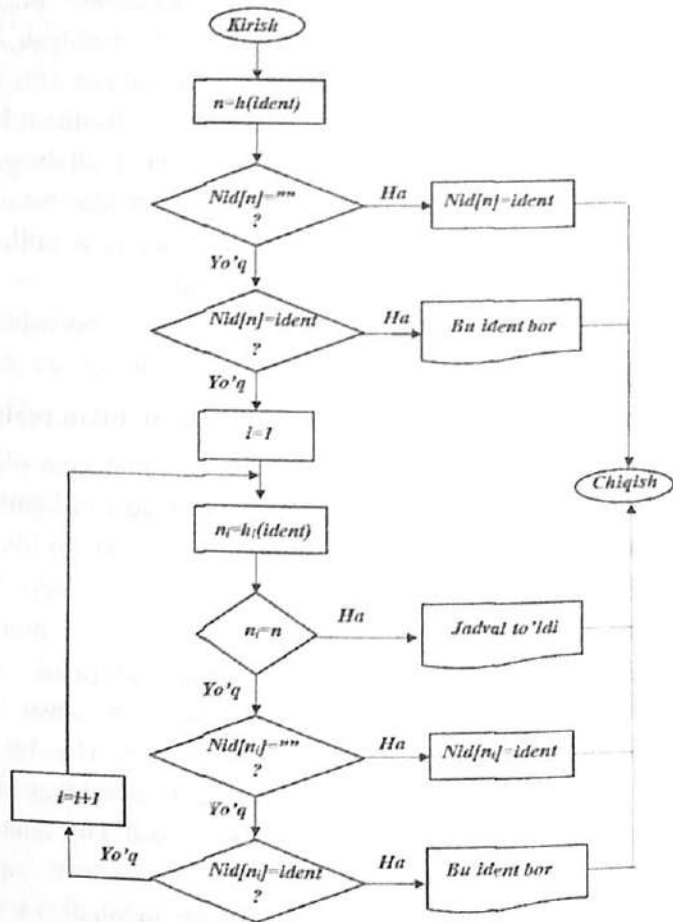 Kirish
n=h(ident)
Nid[n]=""
?
Ha
Nid[n]=ident
Yo'q
Nid[n]=ident
?
Ha
Bu ident bor
Yo'q
i=1
Chiqish
nᵢ=hᵢ(ident)
nᵢ=n
Ha
Jadval to'ldi
Yo'q
Nid[nᵢ]=""
?
Ha
Nid[nᵢ]=ident
i=i+1
Yo'q
Yo'q
Nid[nᵢ]=ident
?
Ha
Bu ident bor